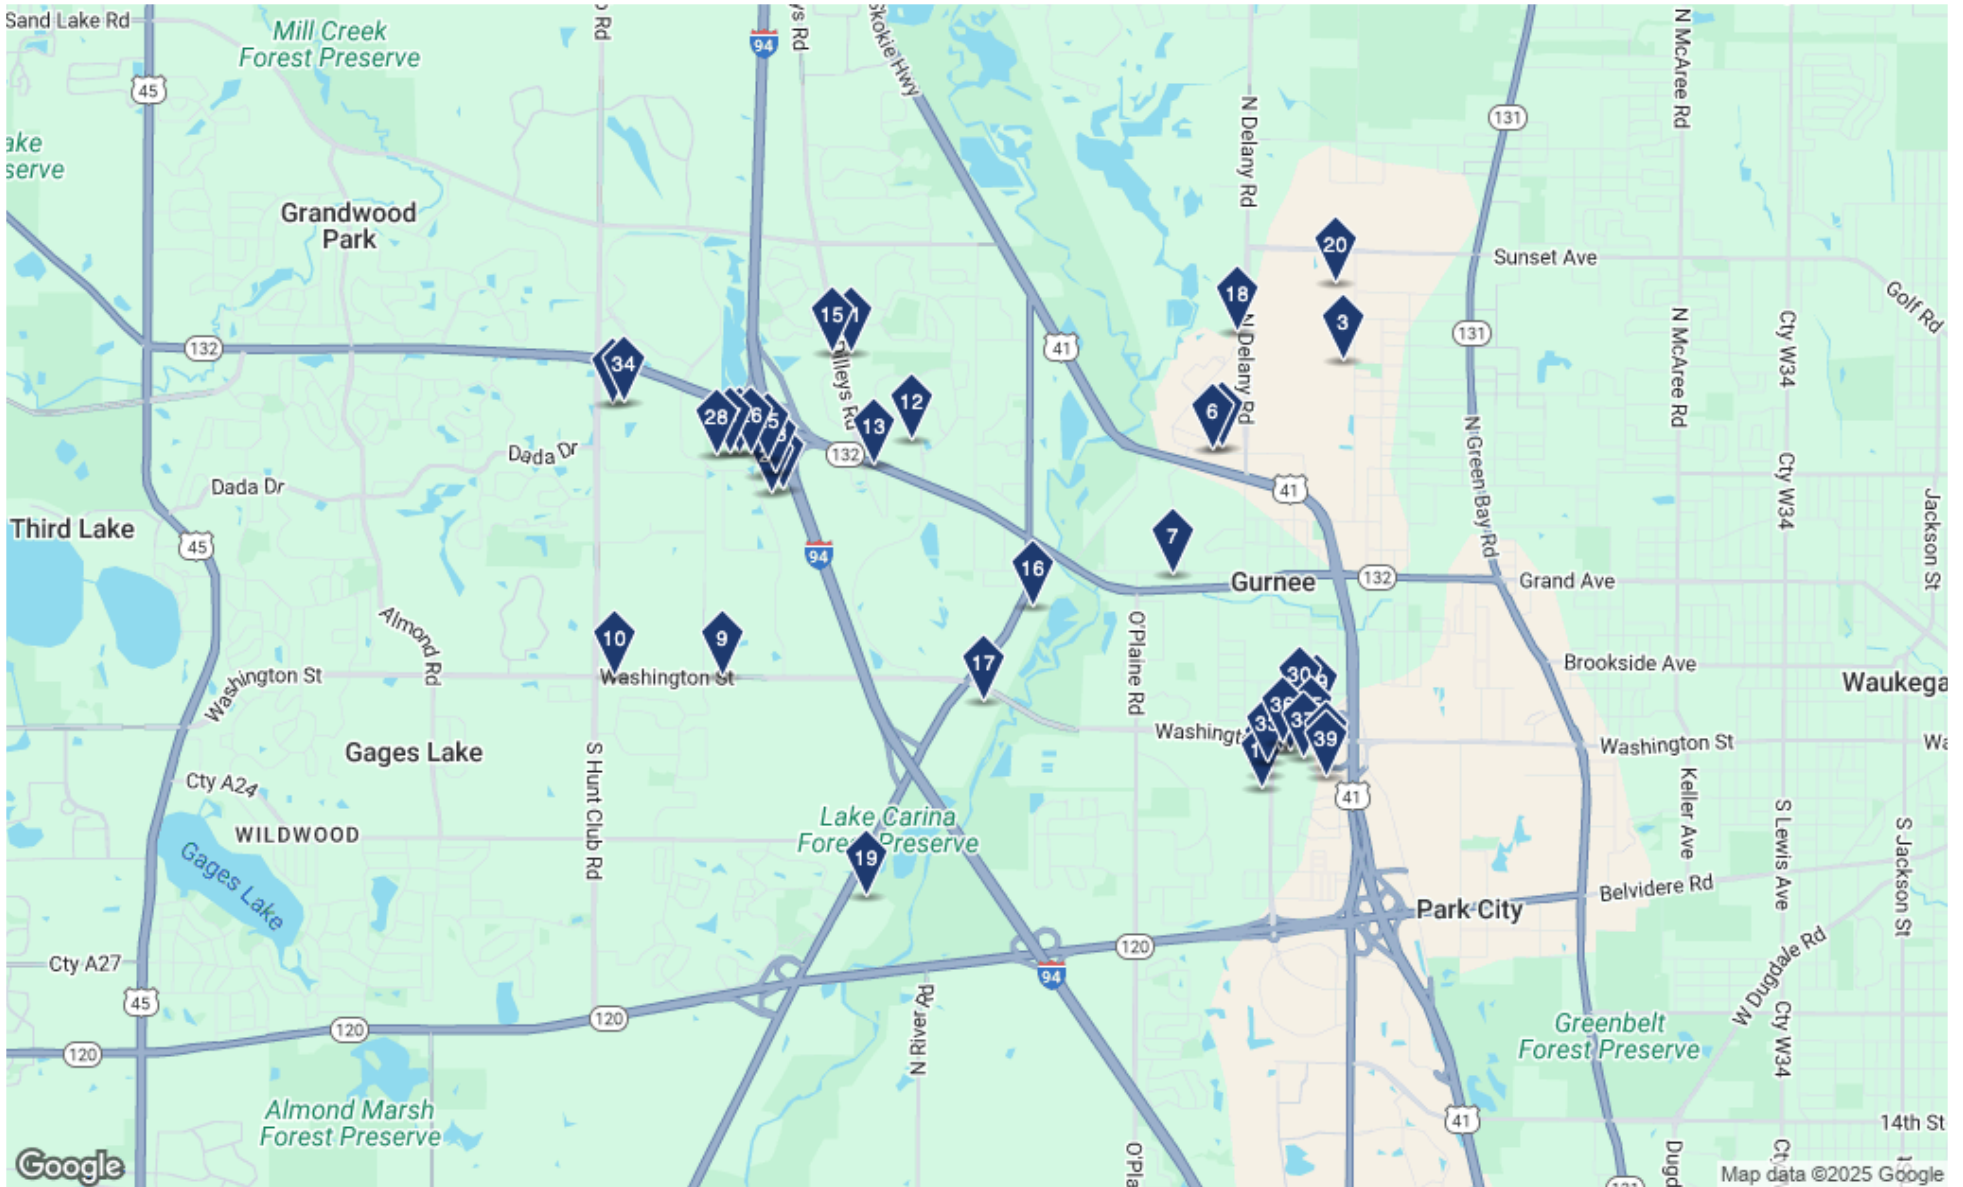 Sand Lake Rd
Mill Creek
Forest Preserve
94
Skokie Hwy
N McAree Rd
45
131
N Delany Rd
Grandwood
Park
20
Sunset Ave
18
3
Golf Rd
15
1
131
Cty W34
N McAree Rd
132
41
N Delany Rd
34
Dilleys Rd
12
6
28
13
132
Dada Dr
Dada Dr
N Green Bay Rd
Cty W34
41
Jackson St
Third Lake
45
94
7
16
Gurnee
132
Grand Ave
Almond Rd
O'Plaine Rd
10
9
17
Washington St
Washington St
Brookside Ave
30
Waukega
39
Washington St
Gages Lake
S Hunt Club Rd
Cty A24
41
Keller Ave
WILDWOOD
Lake Carina
Forest Preserve
19
S Lewis Ave
S Jackson St
Gages Lake
Belvidere Rd
Park City
120
Cty A27
94
45
120
120
120
N River Rd
W Dugdale Rd
Greenbelt
Forest Preserve
Cty W34
Almond Marsh
Forest Preserve
41
14th St
O'Pla
Dugd
Google
Map data ©2025 Google